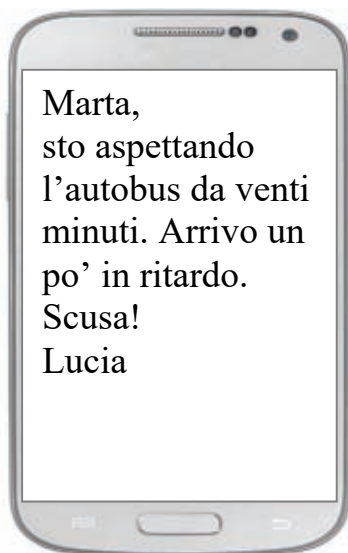 Marta,
sto aspettando
l’autobus da venti
minuti. Arrivo un
po’ in ritardo.
Scusa!
Lucia